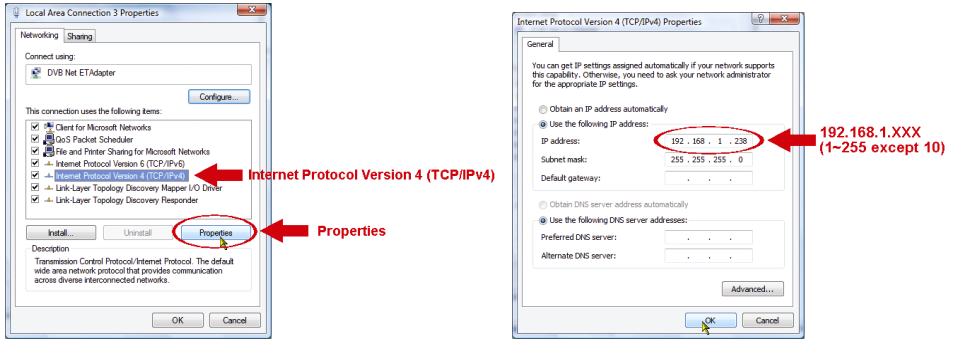 Local Area Connection 3 Properties
Networking
Sharing
Connect using:
DVB Net ETAdapter
Configure...
This connection uses the following items:
Client for Microsoft Networks
QoS Packet Scheduler
File and Printer Sharing for Microsoft Networks
Internet Protocol Version 6 (TCP/IPv6)
Internet Protocol Version 4 (TCP/IPv4)
Link-Layer Topology Discovery Mapper I/O Driver
Link-Layer Topology Discovery Responder
Internet Protocol Version 4 (TCP/IPv4)
Install...
Uninstall
Properties
Properties
Description
Transmission Control Protocol/Internet Protocol. The default
wide area network protocol that provides communication
across diverse interconnected networks.
OK
Cancel
Internet Protocol Version 4 (TCP/IPv4) Properties
General
You can get IP settings assigned automatically if your network supports
this capability. Otherwise, you need to ask your network administrator
for the appropriate IP settings.
Obtain an IP address automatically
Use the following IP address:
IP address:
192 . 168 . 1 . 238
Subnet mask:
255 . 255 . 255 . 0
Default gateway:
. . .
192.168.1.XXX
(1~255 except 10)
Obtain DNS server address automatically
Use the following DNS server addresses:
Preferred DNS server:
. . .
Alternate DNS server:
. . .
Advanced...
OK
Cancel